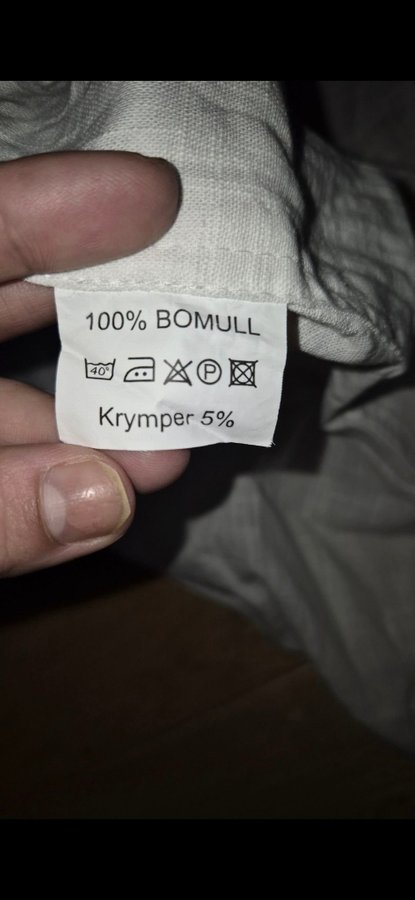 100% BOMULL
40° P
Krymper 5%